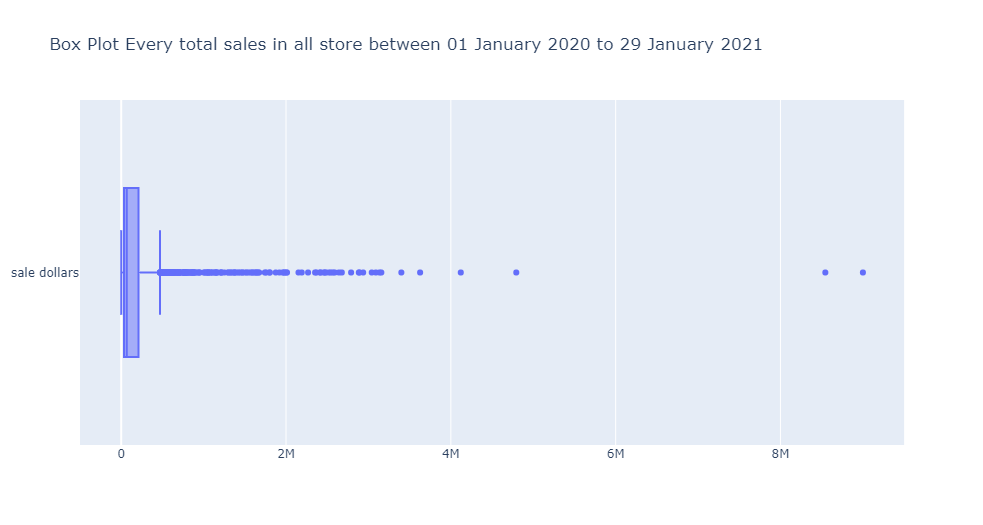 Box Plot Every total sales in all store between 01 January 2020 to 29 January 2021
sale dollars
0 2M 4M 6M 8M